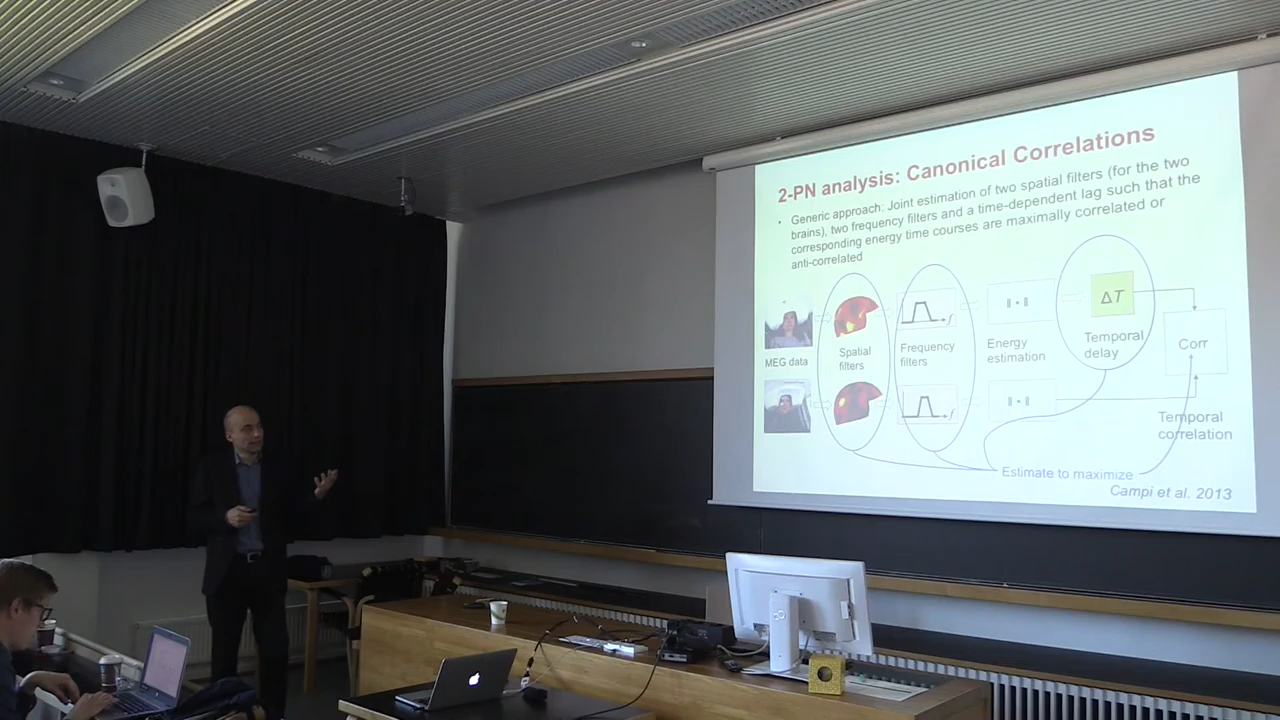 2-PN analysis: Canonical Correlations
• Generic approach: Joint estimation of two spatial filters (for the two
brains), two frequency filters and a time-dependent lag such that the
corresponding energy time courses are maximally correlated or
anti-correlated
MEG data
Spatial
filters
Frequency
filters
Energy
estimation
ΔT
Temporal
delay
Corr
f
f
Temporal
correlation
Estimate to maximize
Campi et al. 2013